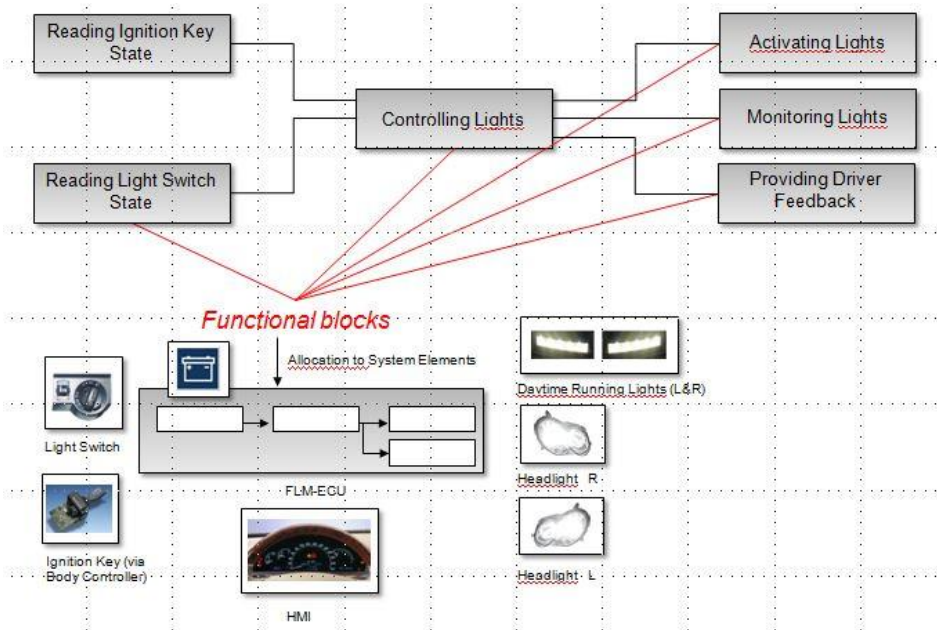 Reading Ignition Key
State
Activating Lights
Controlling Lights
Monitoring Lights
Reading Light Switch
State
Providing Driver
Feedback
Functional blocks
Allocation to System Elements
Daytime Running Lights (L&R)
Light Switch
FLM-ECU
Headlight R
Ignition Key (via
Body Controller)
HMI
Headlight L